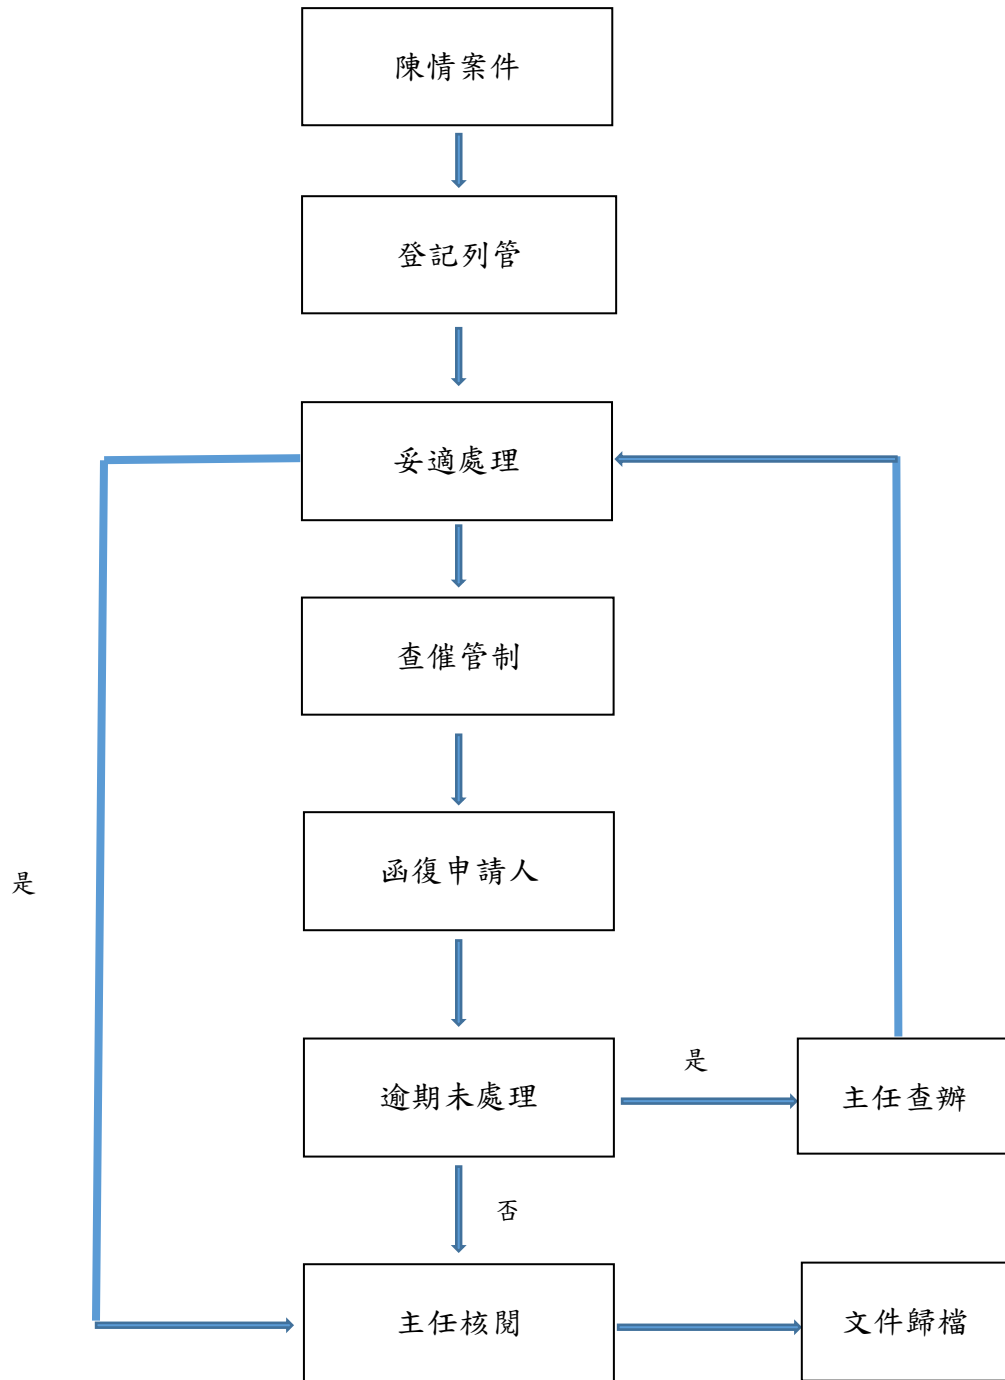 陳情案件
登記列管
妥適處理
查催管制
函復申請人
是
逾期未處理
是
主任查辦
否
主任核閱
文件歸檔